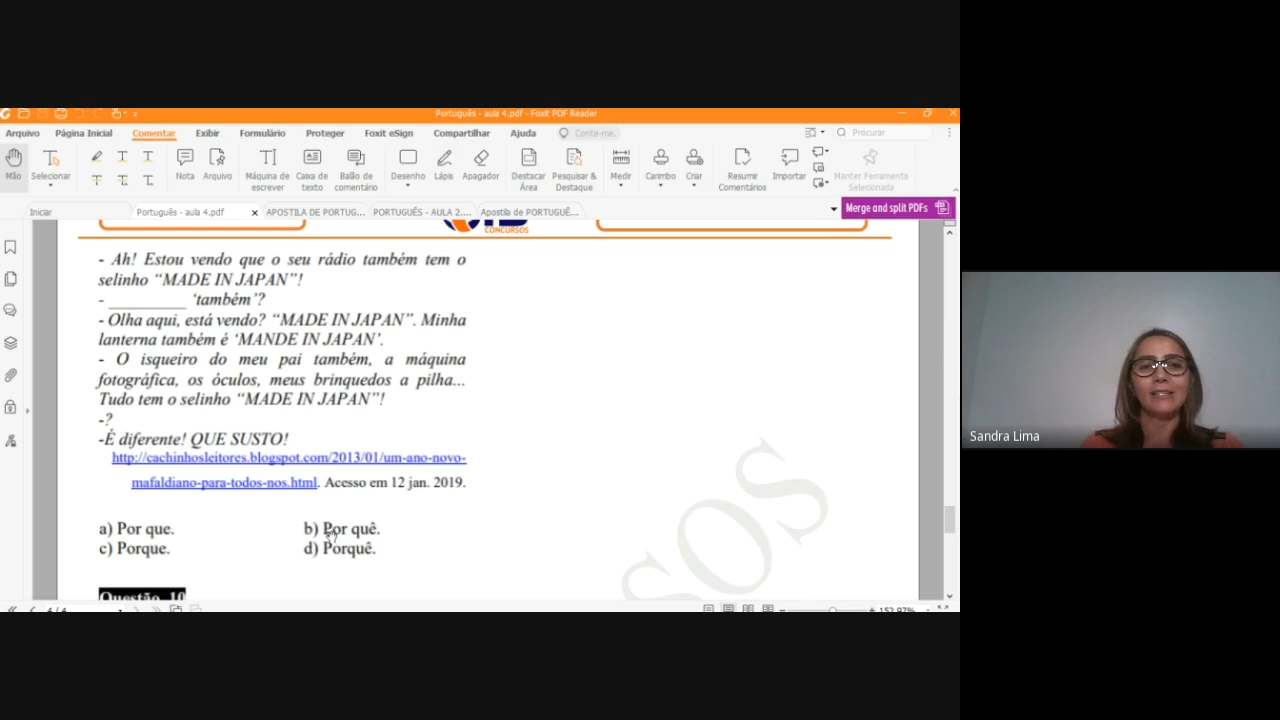 Português - aula 4.pdf - Foxit PDF Reader
Arquivo Página Inicial Comentar Exibir Formulário Proteger Foxit eSign Compartilhar Ajuda Conte-me. Procurar
Mão Selecionar Nota Arquivo Máquina de escrever Caixa de texto Balão de comentário Desenho Lápis Apagador Destacar Área Pesquisar & Destaque Medir Carimbo Criar Resumir Comentários Importar Manter Ferramenta Selecionada
Iniciar Português - aula 4.pdf APOSTILA DE PORTUG... PORTUGUÊS - AULA 2.... Apostila de PORTUGUÊ... Merge and split PDFs
CONCURSOS
- Ah! Estou vendo que o seu rádio também tem o
selinho “MADE IN JAPAN”!
- _________ ‘também’?
- Olha aqui, está vendo? “MADE IN JAPAN”. Minha
lanterna também é ‘MANDE IN JAPAN’.
- O isqueiro do meu pai também, a máquina
fotográfica, os óculos, meus brinquedos a pilha...
Tudo tem o selinho “MADE IN JAPAN”!
-?
-É diferente! QUE SUSTO!
http://cachinhosleitores.blogspot.com/2013/01/um-ano-novo-
mafaldiano-para-todos-nos.html. Acesso em 12 jan. 2019.
a) Por que. b) Por quê.
c) Porque. d) Porquê.
Questão 10
4 / 4 152,97%
SOS
Sandra Lima